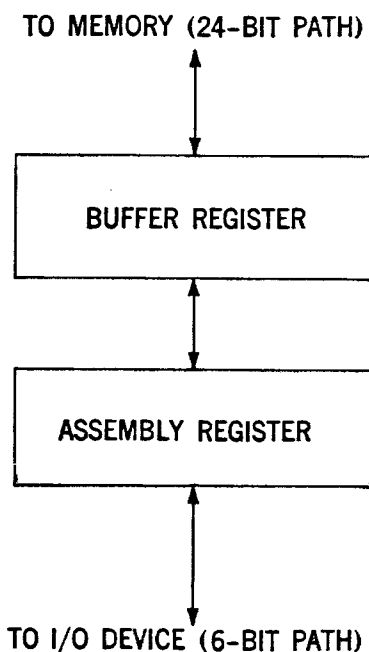 TO MEMORY (24-BIT PATH)
BUFFER REGISTER
ASSEMBLY REGISTER
TO I/O DEVICE (6-BIT PATH)